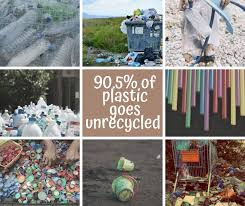 90,5% of
plastic
goes
unrecycled